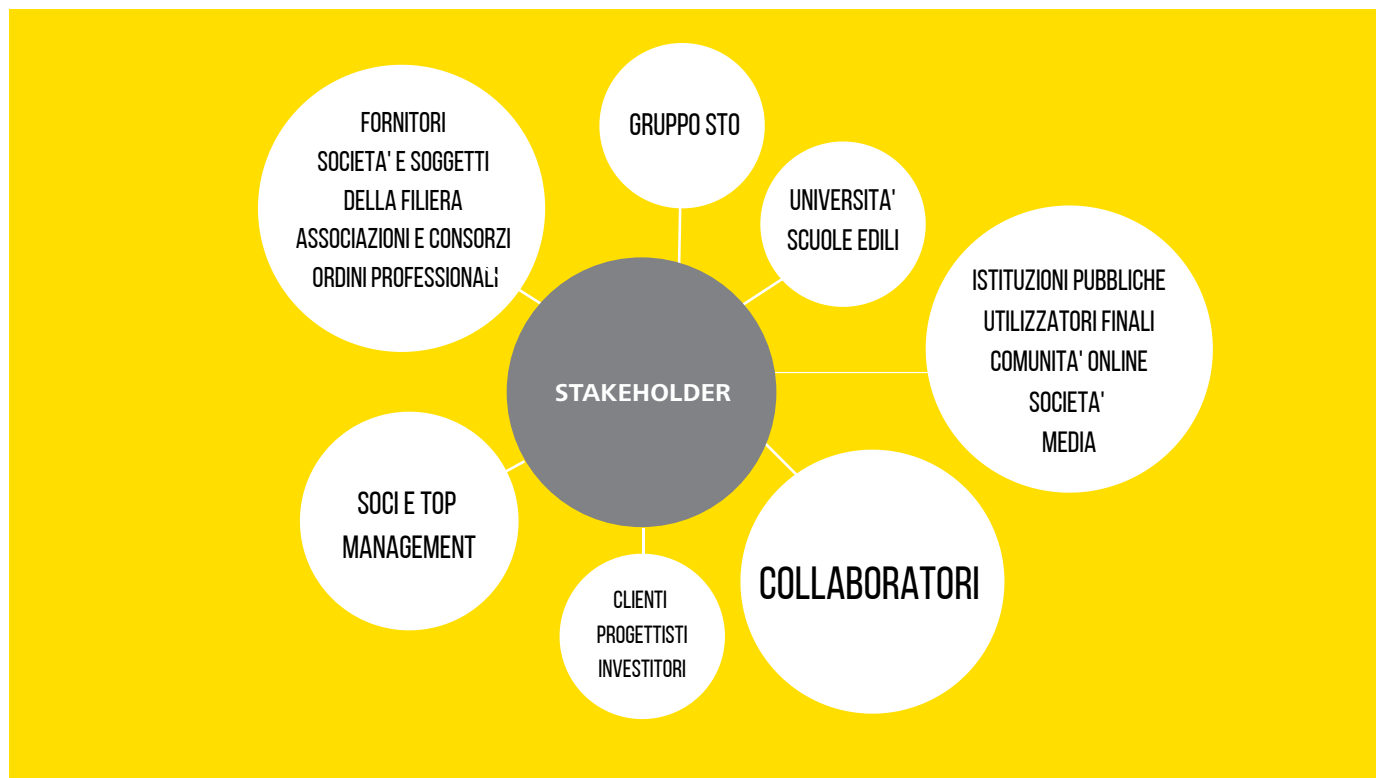 FORNITORI
SOCIETA' E SOGGETTI
DELLA FILIERA
ASSOCIAZIONI E CONSORZI
ORDINI PROFESSIONALI
GRUPPO STO
UNIVERSITA'
SCUOLE EDILI
ISTITUZIONI PUBBLICHE
UTILIZZATORI FINALI
COMUNITA' ONLINE
SOCIETA'
MEDIA
STAKEHOLDER
SOCI E TOP
MANAGEMENT
CLIENTI
PROGETTISTI
INVESTITORI
COLLABORATORI